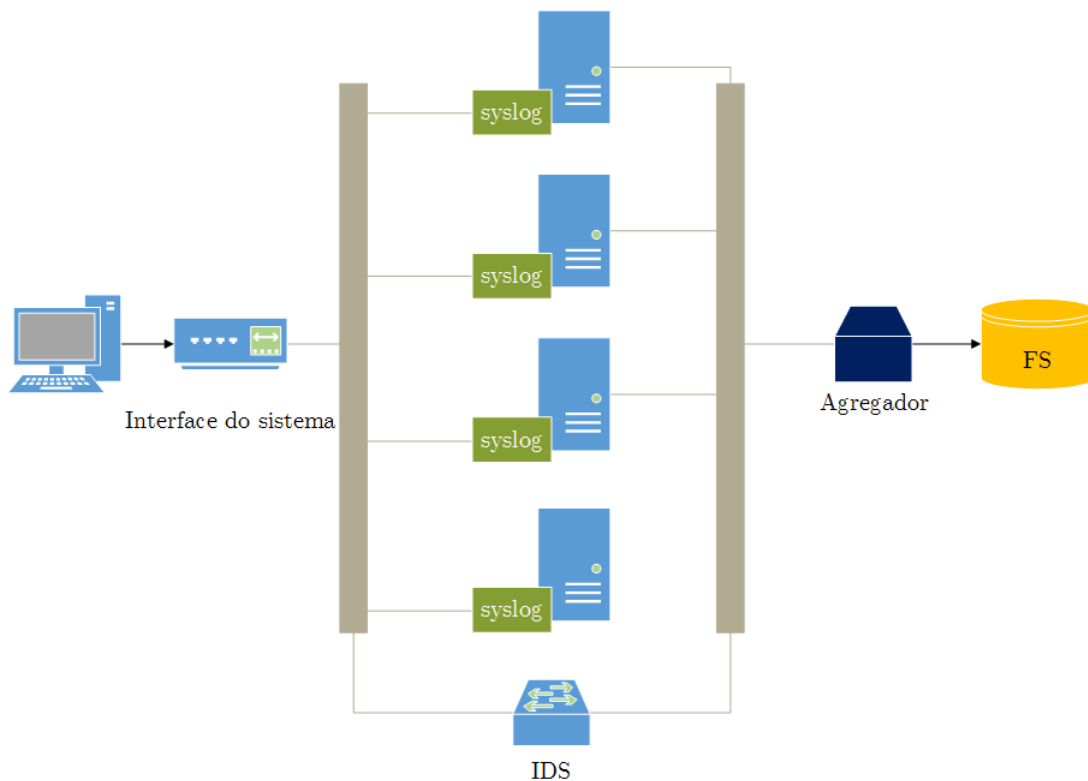 syslog
syslog
Interface do sistema
syslog
syslog
Agregador
FS
IDS